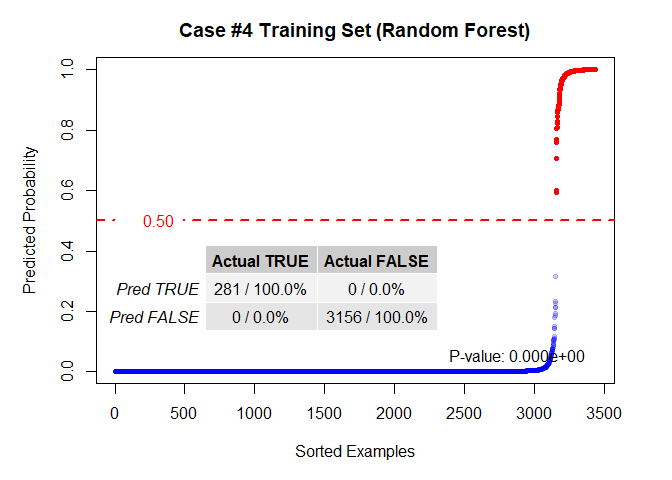 Case #4 Training Set (Random Forest)
Predicted Probability
1.0
0.8
0.6
0.4
0.2
0.0
0.50
Actual TRUE Actual FALSE
Pred TRUE 281 / 100.0% 0 / 0.0%
Pred FALSE 0 / 0.0% 3156 / 100.0%
P-value: 0.000e+00
0 500 1000 1500 2000 2500 3000 3500
Sorted Examples